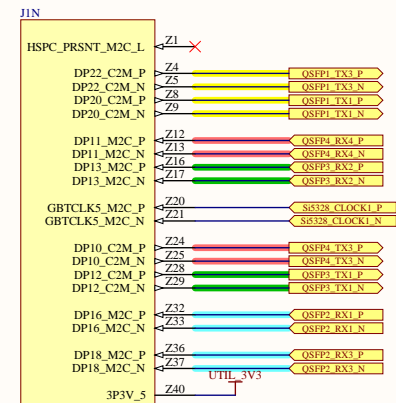 J1N
HSPC_PRSNT_M2C_L Z1
DP22_C2M_P Z4 QSFP1_TX3_P
DP22_C2M_N Z5 QSFP1_TX3_N
DP20_C2M_P Z8 QSFP1_TX1_P
DP20_C2M_N Z9 QSFP1_TX1_N
DP11_M2C_P Z12 QSFP4_RX4_P
DP11_M2C_N Z13 QSFP4_RX4_N
DP13_M2C_P Z16 QSFP3_RX2_P
DP13_M2C_N Z17 QSFP3_RX2_N
GBTCLK5_M2C_P Z20 Si5328_CLOCK1_P
GBTCLK5_M2C_N Z21 Si5328_CLOCK1_N
DP10_C2M_P Z24 QSFP4_TX3_P
DP10_C2M_N Z25 QSFP4_TX3_N
DP12_C2M_P Z28 QSFP3_TX1_P
DP12_C2M_N Z29 QSFP3_TX1_N
DP16_M2C_P Z32 QSFP2_RX1_P
DP16_M2C_N Z33 QSFP2_RX1_N
DP18_M2C_P Z36 QSFP2_RX3_P
DP18_M2C_N Z37 QSFP2_RX3_N
UTIL_3V3
3P3V_5 Z40